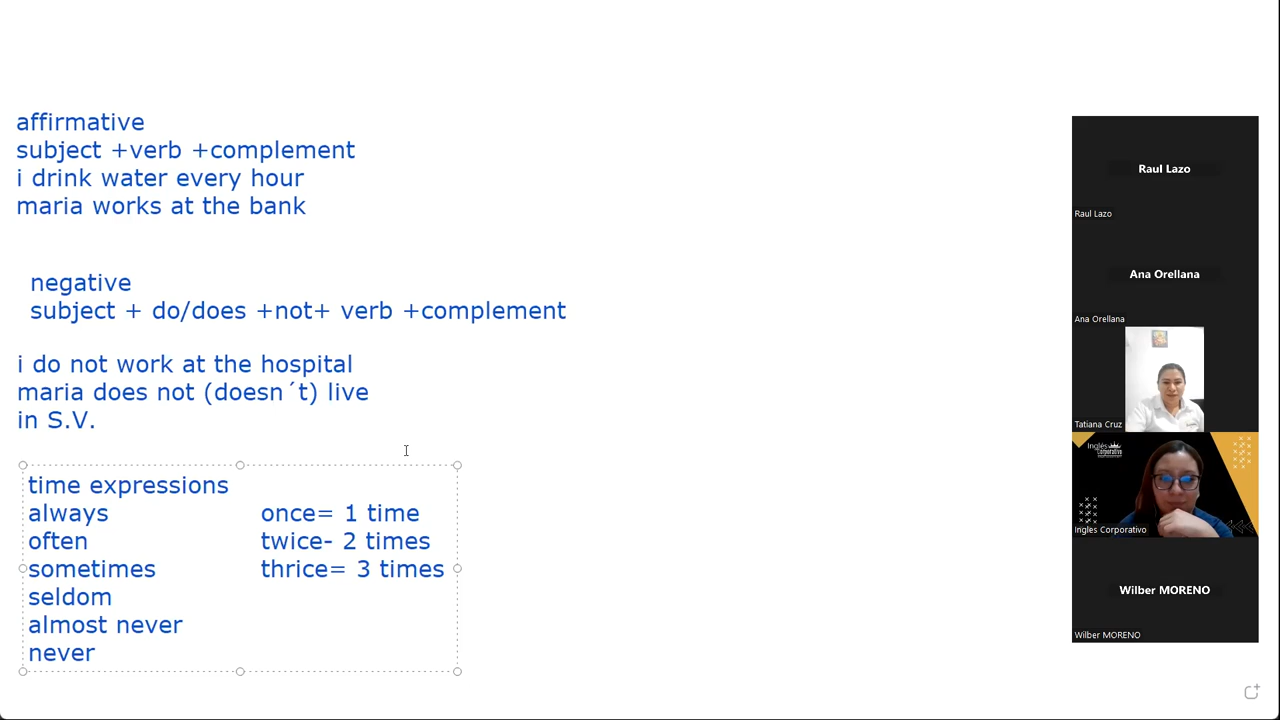 affirmative
subject +verb +complement
i drink water every hour
maria works at the bank
negative
subject + do/does +not+ verb +complement
i do not work at the hospital
maria does not (doesn´t) live
in S.V.
time expressions
always once= 1 time
often twice- 2 times
sometimes thrice= 3 times
seldom
almost never
never
Raul Lazo
Raul Lazo
Ana Orellana
Ana Orellana
Tatiana Cruz
Inglés
Corporativo
Ingles Corporativo
Wilber MORENO
Wilber MORENO